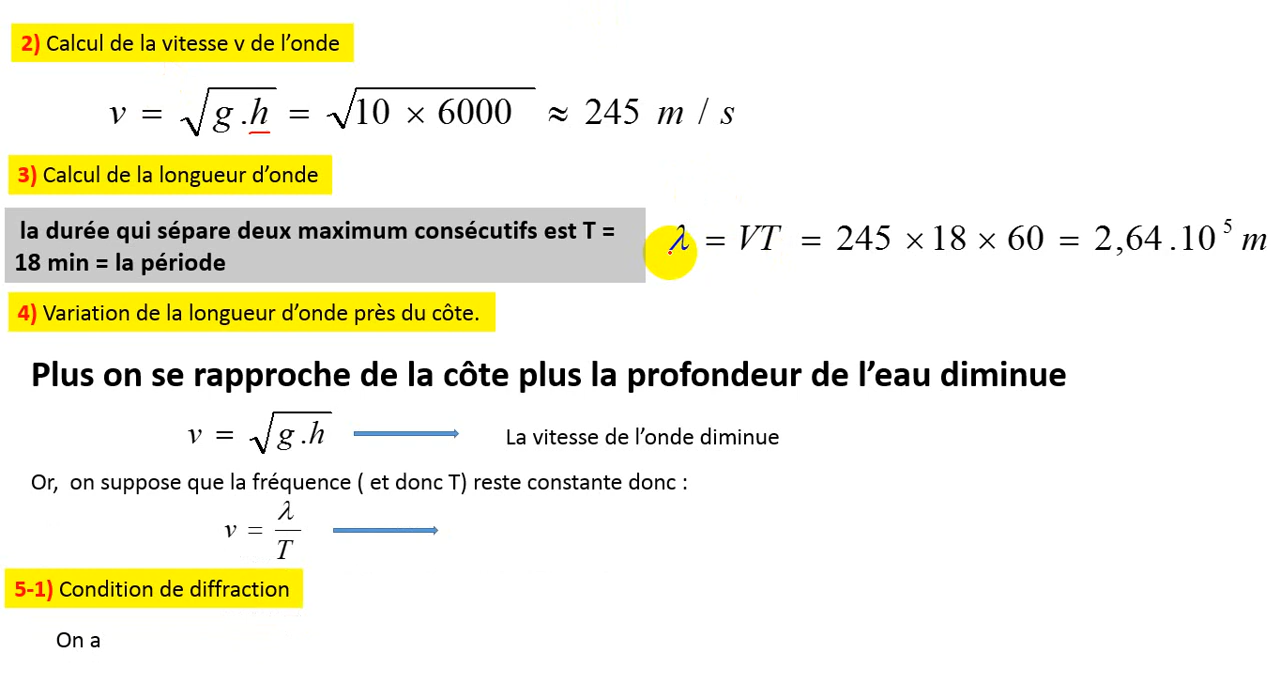 2) Calcul de la vitesse v de l’onde
v = √g.h = √10 × 6000 ≈ 245 m / s
3) Calcul de la longueur d’onde
la durée qui sépare deux maximum consécutifs est T =
18 min = la période
λ = VT = 245 × 18 × 60 = 2,64.10⁵ m
4) Variation de la longueur d’onde près du côte.
Plus on se rapproche de la côte plus la profondeur de l’eau diminue
v = √g.h La vitesse de l’onde diminue
Or, on suppose que la fréquence ( et donc T) reste constante donc :
v = λ/T
5-1) Condition de diffraction
On a